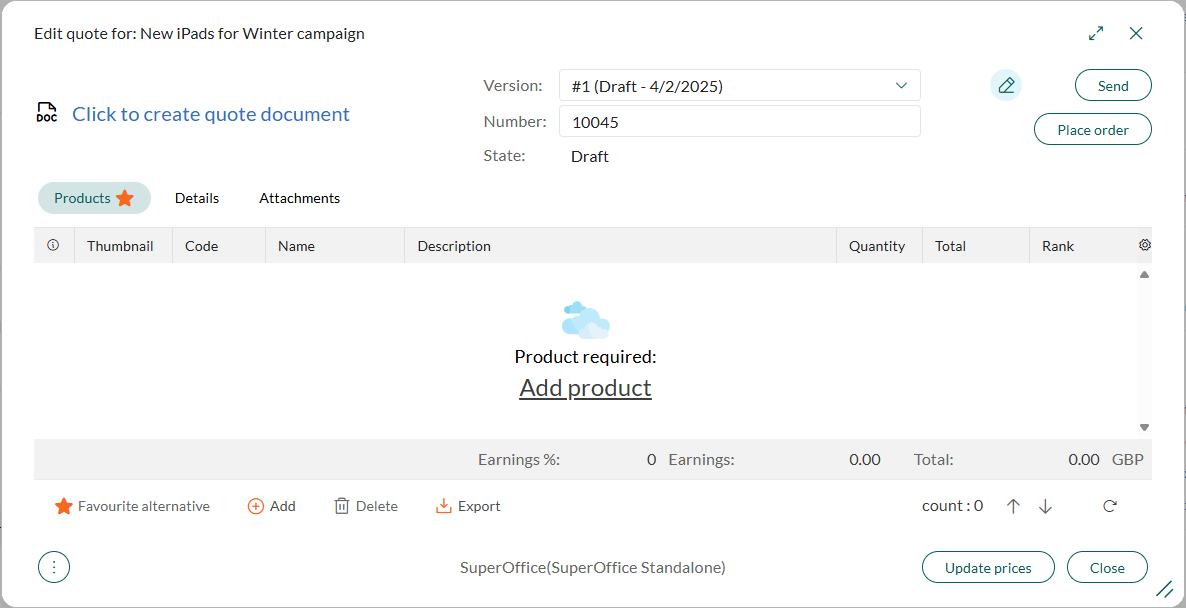 Edit quote for: New iPads for Winter campaign
Version: #1 (Draft - 4/2/2025) Send
DOC Click to create quote document
Number: 10045 Place order
State: Draft
Products Details Attachments
Thumbnail Code Name Description Quantity Total Rank
Product required:
Add product
Earnings %: 0 Earnings: 0.00 Total: 0.00 GBP
Favourite alternative Add Delete Export count : 0
SuperOffice(SuperOffice Standalone) Update prices Close